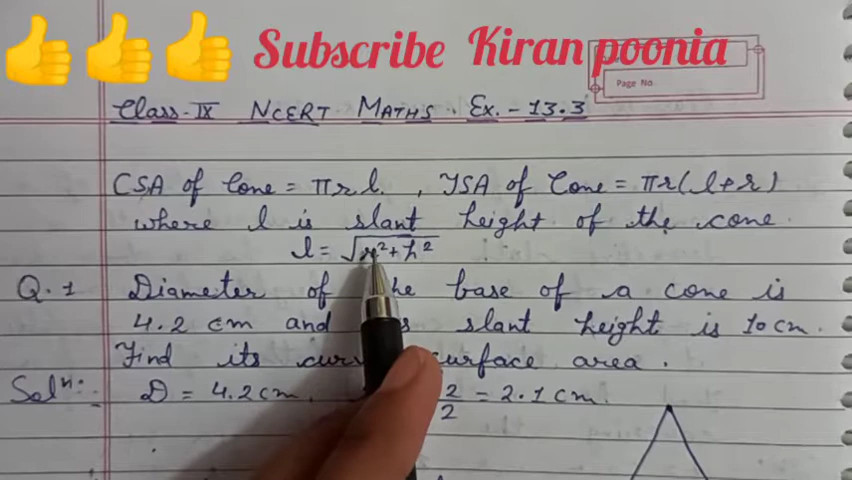 Subscribe Kiran poonia
Page No.
Class-IX NCERT MATHS. Ex.-13.3
CSA of Cone = πrl. , TSA of Cone = πr(l+r)
where l is slant height of the cone.
l = √r²+h²
Q.1 Diameter of the base of a cone is
4.2 cm and slant height is 10 cm.
Find its surface area.
Solⁿ:- D = 4.2 cm, 2/2 = 2.1 cm.